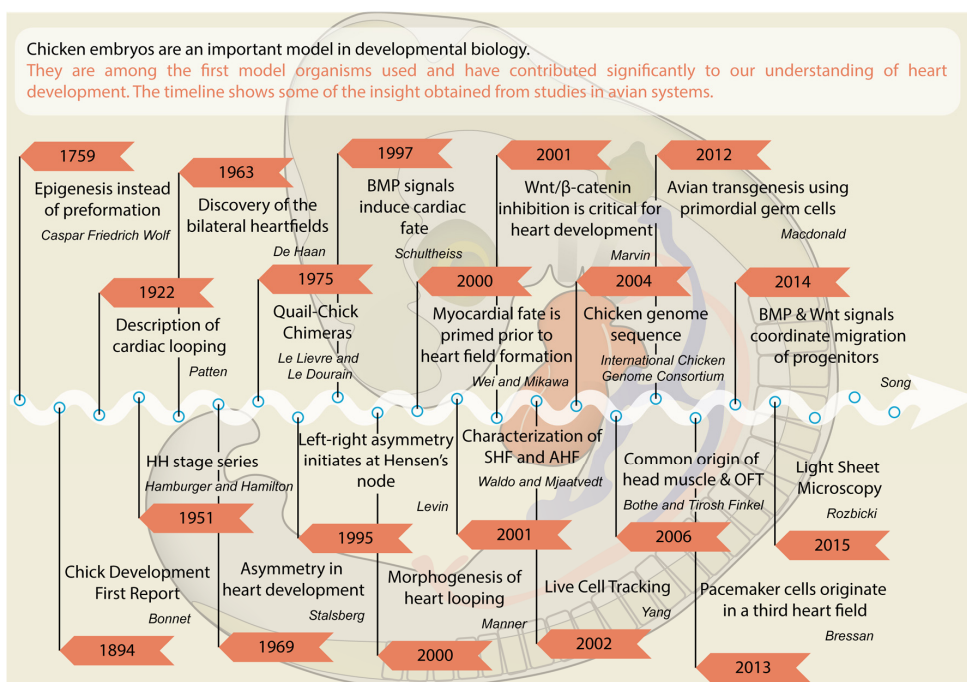 Chicken embryos are an important model in developmental biology.
They are among the first model organisms used and have contributed significantly to our understanding of heart
development. The timeline shows some of the insight obtained from studies in avian systems.
1759
Epigenesis instead
of preformation
Caspar Friedrich Wolf
1963
Discovery of the
bilateral heartfields
De Haan
1997
BMP signals
induce cardiac
fate
Schultheiss
2001
Wnt/β-catenin
inhibition is critical for
heart development
Marvin
2012
Avian transgenesis using
primordial germ cells
Macdonald
1922
Description of
cardiac looping
Patten
1975
Quail-Chick
Chimeras
Le Lievre and
Le Dourain
2000
Myocardial fate is
primed prior to
heart field formation
Wei and Mikawa
2004
Chicken genome
sequence
International Chicken
Genome Consortium
2014
BMP & Wnt signals
coordinate migration
of progenitors
Song
HH stage series
Hamburger and Hamilton
1951
Left-right asymmetry
initiates at Hensen's
node
Levin
1995
Characterization of
SHF and AHF
Waldo and Mjaatvedt
2001
Common origin of
head muscle & OFT
Bothe and Tirosh Finkel
2006
Light Sheet
Microscopy
Rozbicki
2015
Chick Development
First Report
Bonnet
1894
Asymmetry in
heart development
Stalsberg
1969
Morphogenesis of
heart looping
Manner
2000
Live Cell Tracking
Yang
2002
Pacemaker cells originate
in a third heart field
Bressan
2013